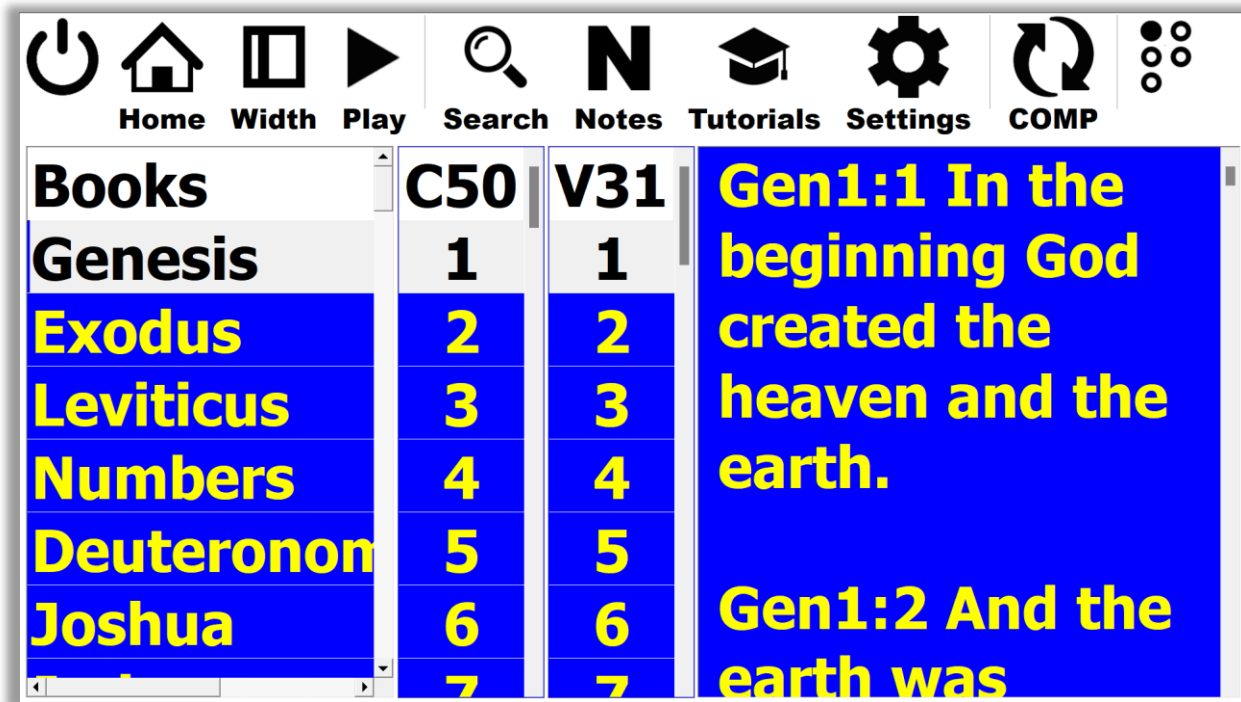 Home Width Play Search N Notes Tutorials Settings COMP
Books
Genesis
Exodus
Leviticus
Numbers
Deuteronom
Joshua
C50
1
2
3
4
5
6
7
V31
1
2
3
4
5
6
7
Gen1:1 In the
beginning God
created the
heaven and the
earth.
Gen1:2 And the
earth was